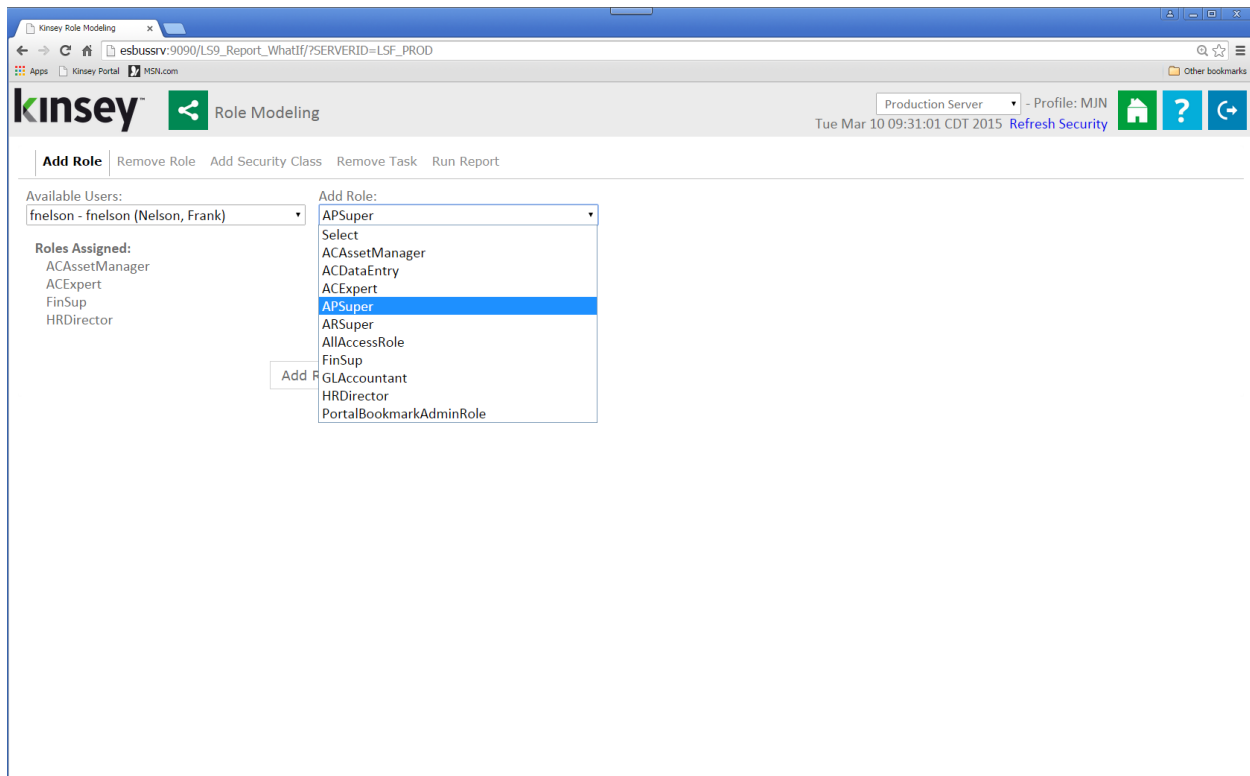 Kinsey Role Modeling
esbussrv:9090/LS9_Report_WhatIf/?SERVERID=LSF_PROD
Apps Kinsey Portal MSN.com Other bookmarks
kinsey™ Role Modeling
Production Server - Profile: MJN
Tue Mar 10 09:31:01 CDT 2015 Refresh Security
?
Add Role Remove Role Add Security Class Remove Task Run Report
Available Users: Add Role:
fnelson - fnelson (Nelson, Frank) APSuper
Roles Assigned:
ACAssetManager
ACExpert
FinSup
HRDirector
Select
ACAssetManager
ACDataEntry
ACExpert
APSuper
ARSuper
AllAccessRole
FinSup
GLAccountant
HRDirector
PortalBookmarkAdminRole
Add